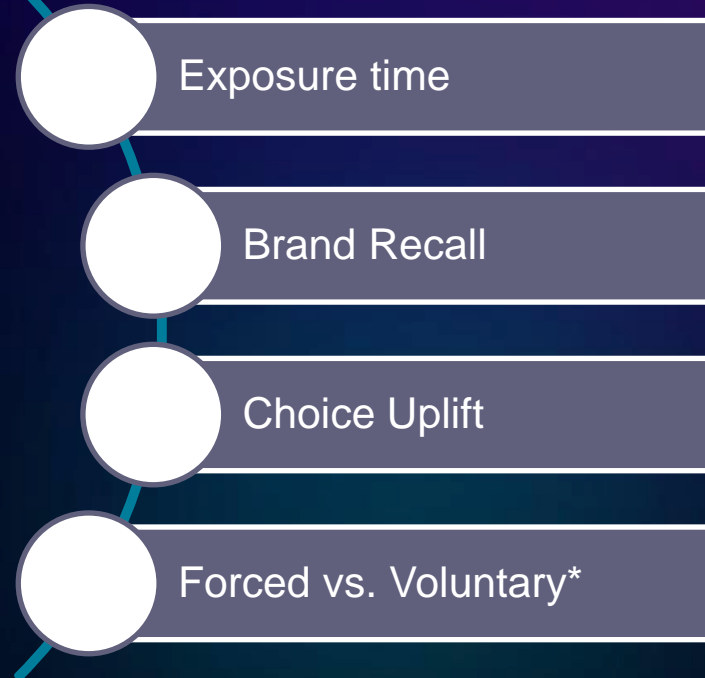 Exposure time
Brand Recall
Choice Uplift
Forced vs. Voluntary*